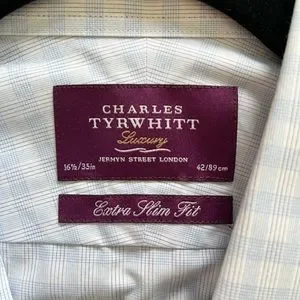 CHARLES
TYRWHITT
Luxury
JERMYN STREET LONDON
16½/33in 42/89cm
Extra Slim Fit